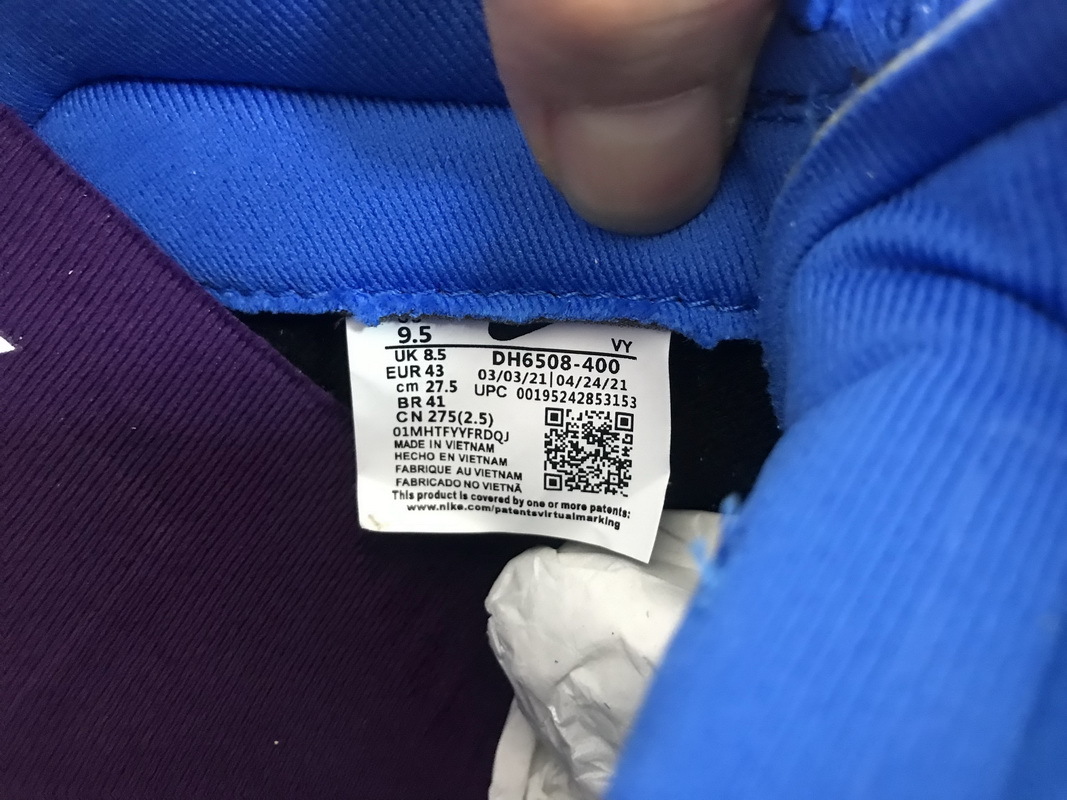 9.5
VY
UK 8.5
DH6508-400
EUR 43
03/03/21|04/24/21
cm 27.5
UPC 00195242853153
BR 41
CN 275(2.5)
01MHTFYYFRDQJ
MADE IN VIETNAM
HECHO EN VIETNAM
FABRIQUE AU VIETNAM
FABRICADO NO VIETNÃ
This product is covered by one or more patents:
www.nike.com/patentsvirtualmarking